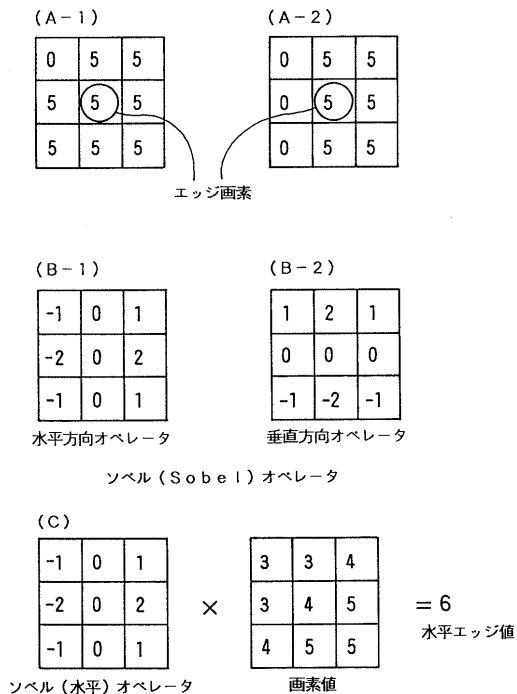 (A-1) (A-2)
0 5 5 0 5 5
5 5 5 0 5 5
5 5 5 0 5 5
エッジ画素
(B-1) (B-2)
-1 0 1 1 2 1
-2 0 2 0 0 0
-1 0 1 -1 -2 -1
水平方向オペレータ 垂直方向オペレータ
ソベル(Sobel)オペレータ
(C)
-1 0 1 3 3 4
-2 0 2 × 3 4 5 =6
-1 0 1 4 5 5
水平エッジ値
ソベル(水平)オペレータ 画素値